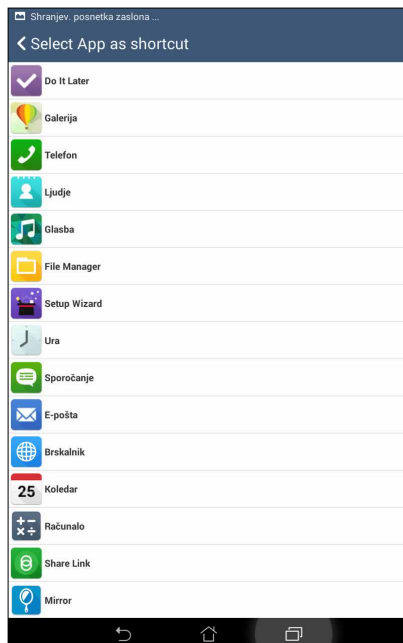 Shranjev. posnetka zaslona ...
Select App as shortcut
Do It Later
Galerija
Telefon
Ljudje
Glasba
File Manager
Setup Wizard
Ura
Sporočanje
E-pošta
Brskalnik
25 Koledar
Računalo
Share Link
Mirror